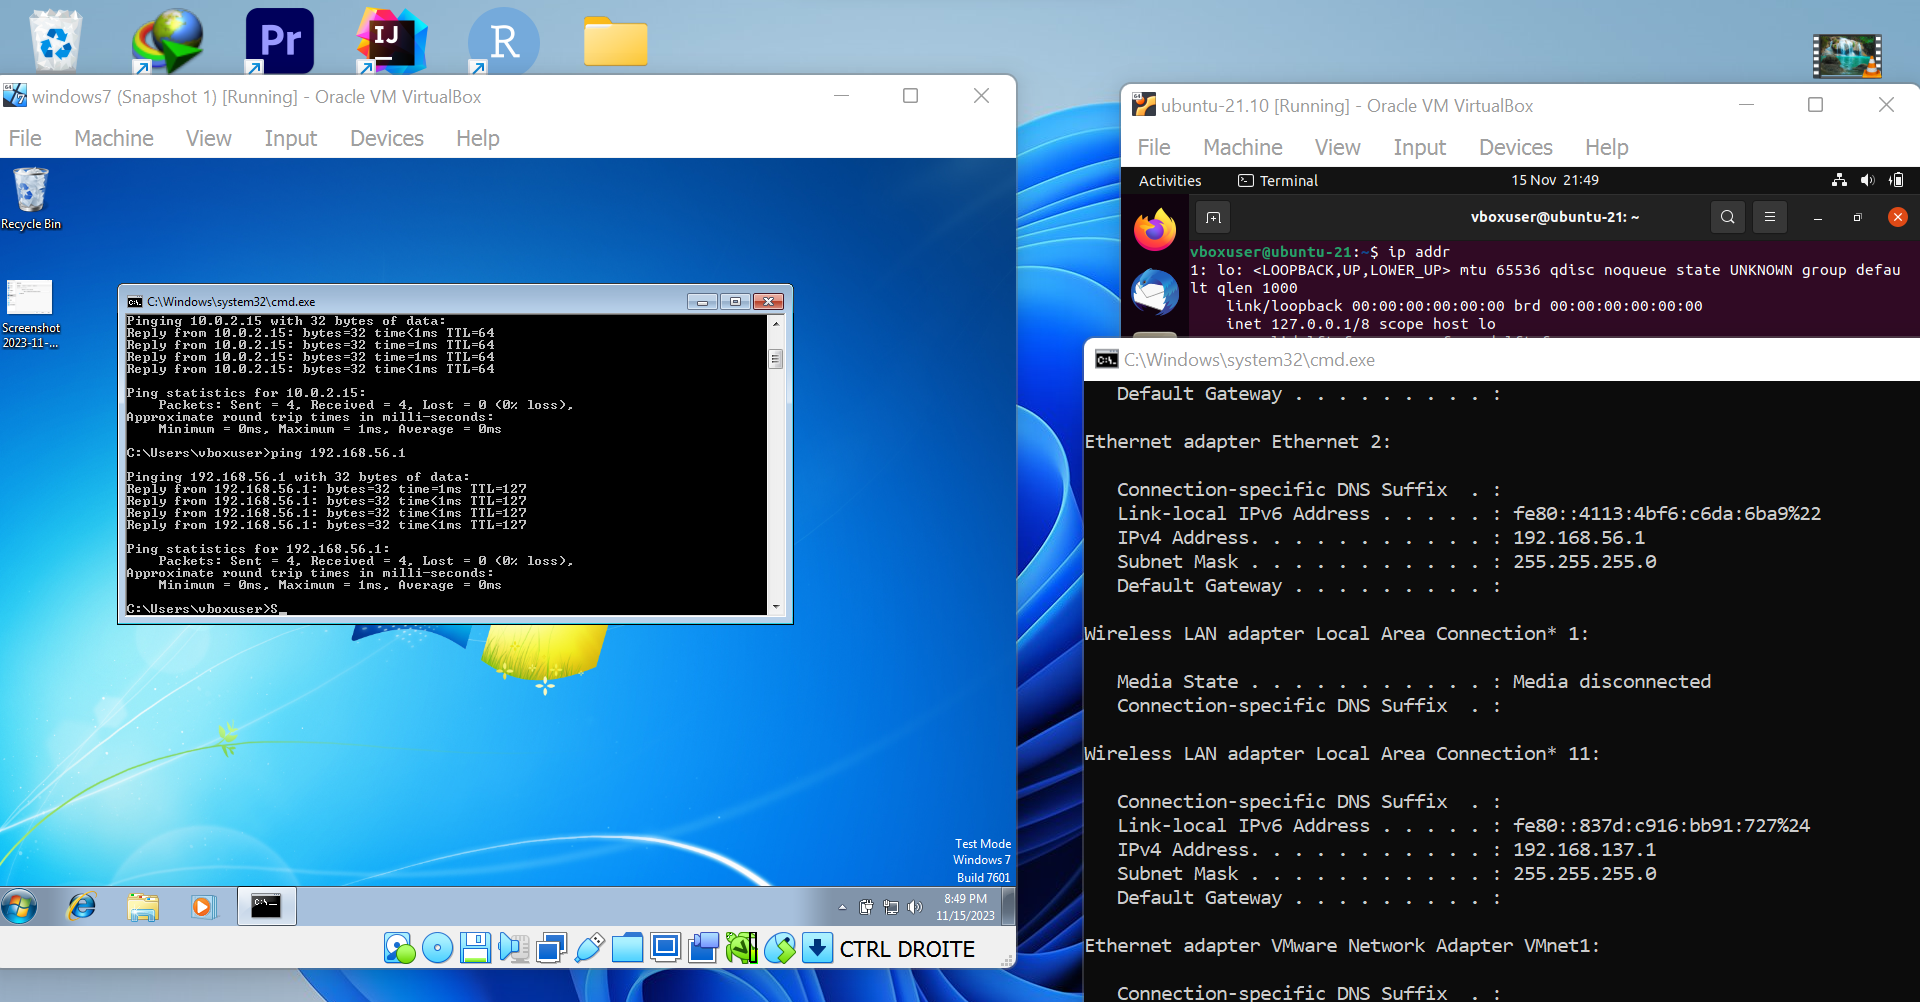 Pr
IJ
R
windows7 (Snapshot 1) [Running] - Oracle VM VirtualBox
File Machine View Input Devices Help
Recycle Bin
Screenshot
2023-11-...
C:\Windows\system32\cmd.exe
Pinging 10.0.2.15 with 32 bytes of data:
Reply from 10.0.2.15: bytes=32 time<1ms TTL=64
Reply from 10.0.2.15: bytes=32 time=1ms TTL=64
Reply from 10.0.2.15: bytes=32 time=1ms TTL=64
Reply from 10.0.2.15: bytes=32 time<1ms TTL=64
Ping statistics for 10.0.2.15:
Packets: Sent = 4, Received = 4, Lost = 0 (0% loss),
Approximate round trip times in milli-seconds:
Minimum = 0ms, Maximum = 1ms, Average = 0ms
C:\Users\vboxuser>ping 192.168.56.1
Pinging 192.168.56.1 with 32 bytes of data:
Reply from 192.168.56.1: bytes=32 time=1ms TTL=127
Reply from 192.168.56.1: bytes=32 time<1ms TTL=127
Reply from 192.168.56.1: bytes=32 time<1ms TTL=127
Reply from 192.168.56.1: bytes=32 time<1ms TTL=127
Ping statistics for 192.168.56.1:
Packets: Sent = 4, Received = 4, Lost = 0 (0% loss),
Approximate round trip times in milli-seconds:
Minimum = 0ms, Maximum = 1ms, Average = 0ms
C:\Users\vboxuser>S_
Test Mode
Windows 7
Build 7601
8:49 PM
11/15/2023
CTRL DROITE
ubuntu-21.10 [Running] - Oracle VM VirtualBox
File Machine View Input Devices Help
Activities Terminal 15 Nov 21:49
vboxuser@ubuntu-21: ~
vboxuser@ubuntu-21:~$ ip addr
1: lo: <LOOPBACK,UP,LOWER_UP> mtu 65536 qdisc noqueue state UNKNOWN group defau
lt qlen 1000
link/loopback 00:00:00:00:00:00 brd 00:00:00:00:00:00
inet 127.0.0.1/8 scope host lo
C:\Windows\system32\cmd.exe
Default Gateway . . . . . . . . . :
Ethernet adapter Ethernet 2:
Connection-specific DNS Suffix . :
Link-local IPv6 Address . . . . . : fe80::4113:4bf6:c6da:6ba9%22
IPv4 Address. . . . . . . . . . . : 192.168.56.1
Subnet Mask . . . . . . . . . . . : 255.255.255.0
Default Gateway . . . . . . . . . :
Wireless LAN adapter Local Area Connection* 1:
Media State . . . . . . . . . . . : Media disconnected
Connection-specific DNS Suffix . :
Wireless LAN adapter Local Area Connection* 11:
Connection-specific DNS Suffix . :
Link-local IPv6 Address . . . . . : fe80::837d:c916:bb91:727%24
IPv4 Address. . . . . . . . . . . : 192.168.137.1
Subnet Mask . . . . . . . . . . . : 255.255.255.0
Default Gateway . . . . . . . . . :
Ethernet adapter VMware Network Adapter VMnet1:
Connection-specific DNS Suffix . :